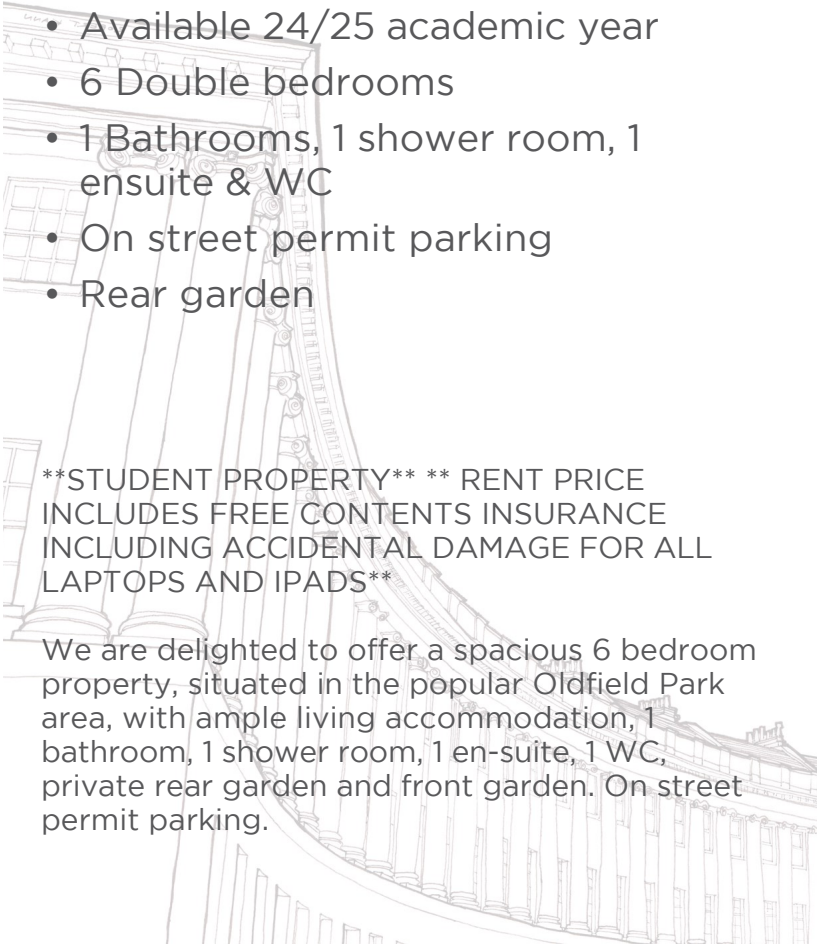 • Available 24/25 academic year
• 6 Double bedrooms
• 1 Bathrooms, 1 shower room, 1
ensuite & WC
• On street permit parking
• Rear garden
**STUDENT PROPERTY** ** RENT PRICE
INCLUDES FREE CONTENTS INSURANCE
INCLUDING ACCIDENTAL DAMAGE FOR ALL
LAPTOPS AND IPADS**
We are delighted to offer a spacious 6 bedroom
property, situated in the popular Oldfield Park
area, with ample living accommodation, 1
bathroom, 1 shower room, 1 en-suite, 1 WC,
private rear garden and front garden. On street
permit parking.